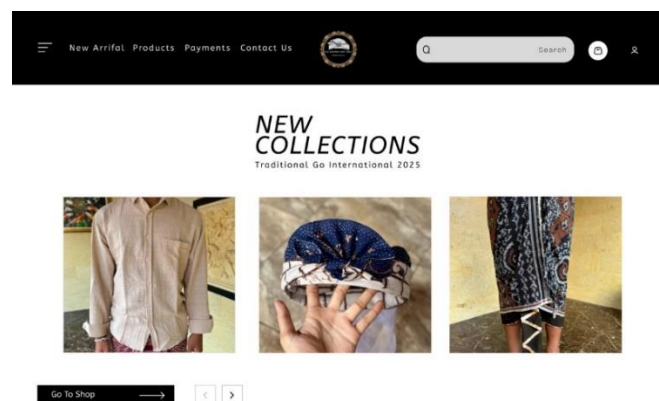 New Arrifal Products Payments Contact Us
Search
NEW
COLLECTIONS
Traditional Go International 2025
Go To Shop